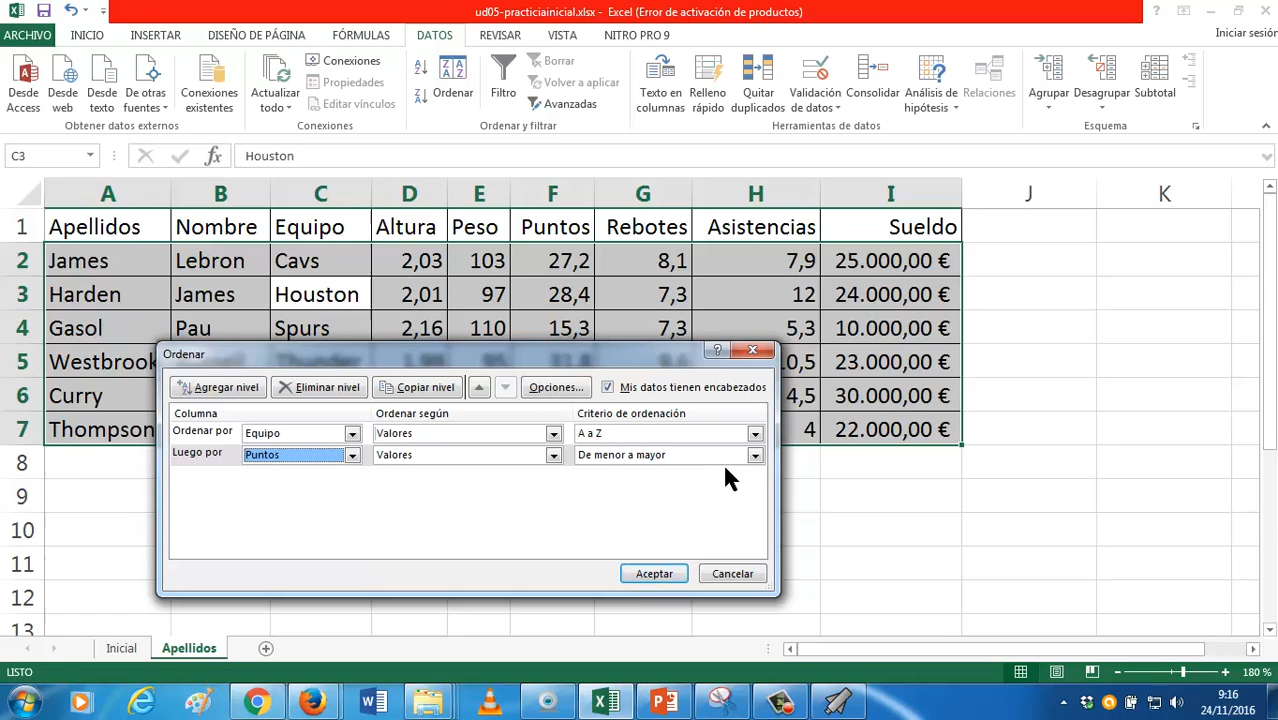 ud05-practiciainicial.xlsx - Excel (Error de activación de productos)
ARCHIVO INICIO INSERTAR DISEÑO DE PÁGINA FÓRMULAS DATOS REVISAR VISTA NITRO PRO 9 Iniciar sesión
Desde Access
Desde web
Desde texto
De otras fuentes
Conexiones existentes
Obtener datos externos
Actualizar todo
Conexiones
Propiedades
Editar vínculos
Conexiones
Ordenar
Filtro
Borrar
Volver a aplicar
Avanzadas
Ordenar y filtrar
Texto en columnas
Relleno rápido
Quitar duplicados
Validación de datos
Consolidar
Análisis de hipótesis
Relaciones
Herramientas de datos
Agrupar
Desagrupar
Subtotal
Esquema
C3 fx Houston
A B C D E F G H I J K
1 Apellidos Nombre Equipo Altura Peso Puntos Rebotes Asistencias Sueldo
2 James Lebron Cavs 2,03 103 27,2 8,1 7,9 25.000,00 €
3 Harden James Houston 2,01 97 28,4 7,3 12 24.000,00 €
4 Gasol Pau Spurs 2,16 110 15,3 7,3 5,3 10.000,00 €
5 Westbrook 10,5 23.000,00 €
6 Curry 4,5 30.000,00 €
7 Thompson 4 22.000,00 €
8
9
10
11
12
13
Ordenar
Agregar nivel Eliminar nivel Copiar nivel Opciones... Mis datos tienen encabezados
Columna Ordenar según Criterio de ordenación
Ordenar por Equipo Valores A a Z
Luego por Puntos Valores De menor a mayor
Aceptar Cancelar
Inicial Apellidos
LISTO 180 %
9:16
24/11/2016